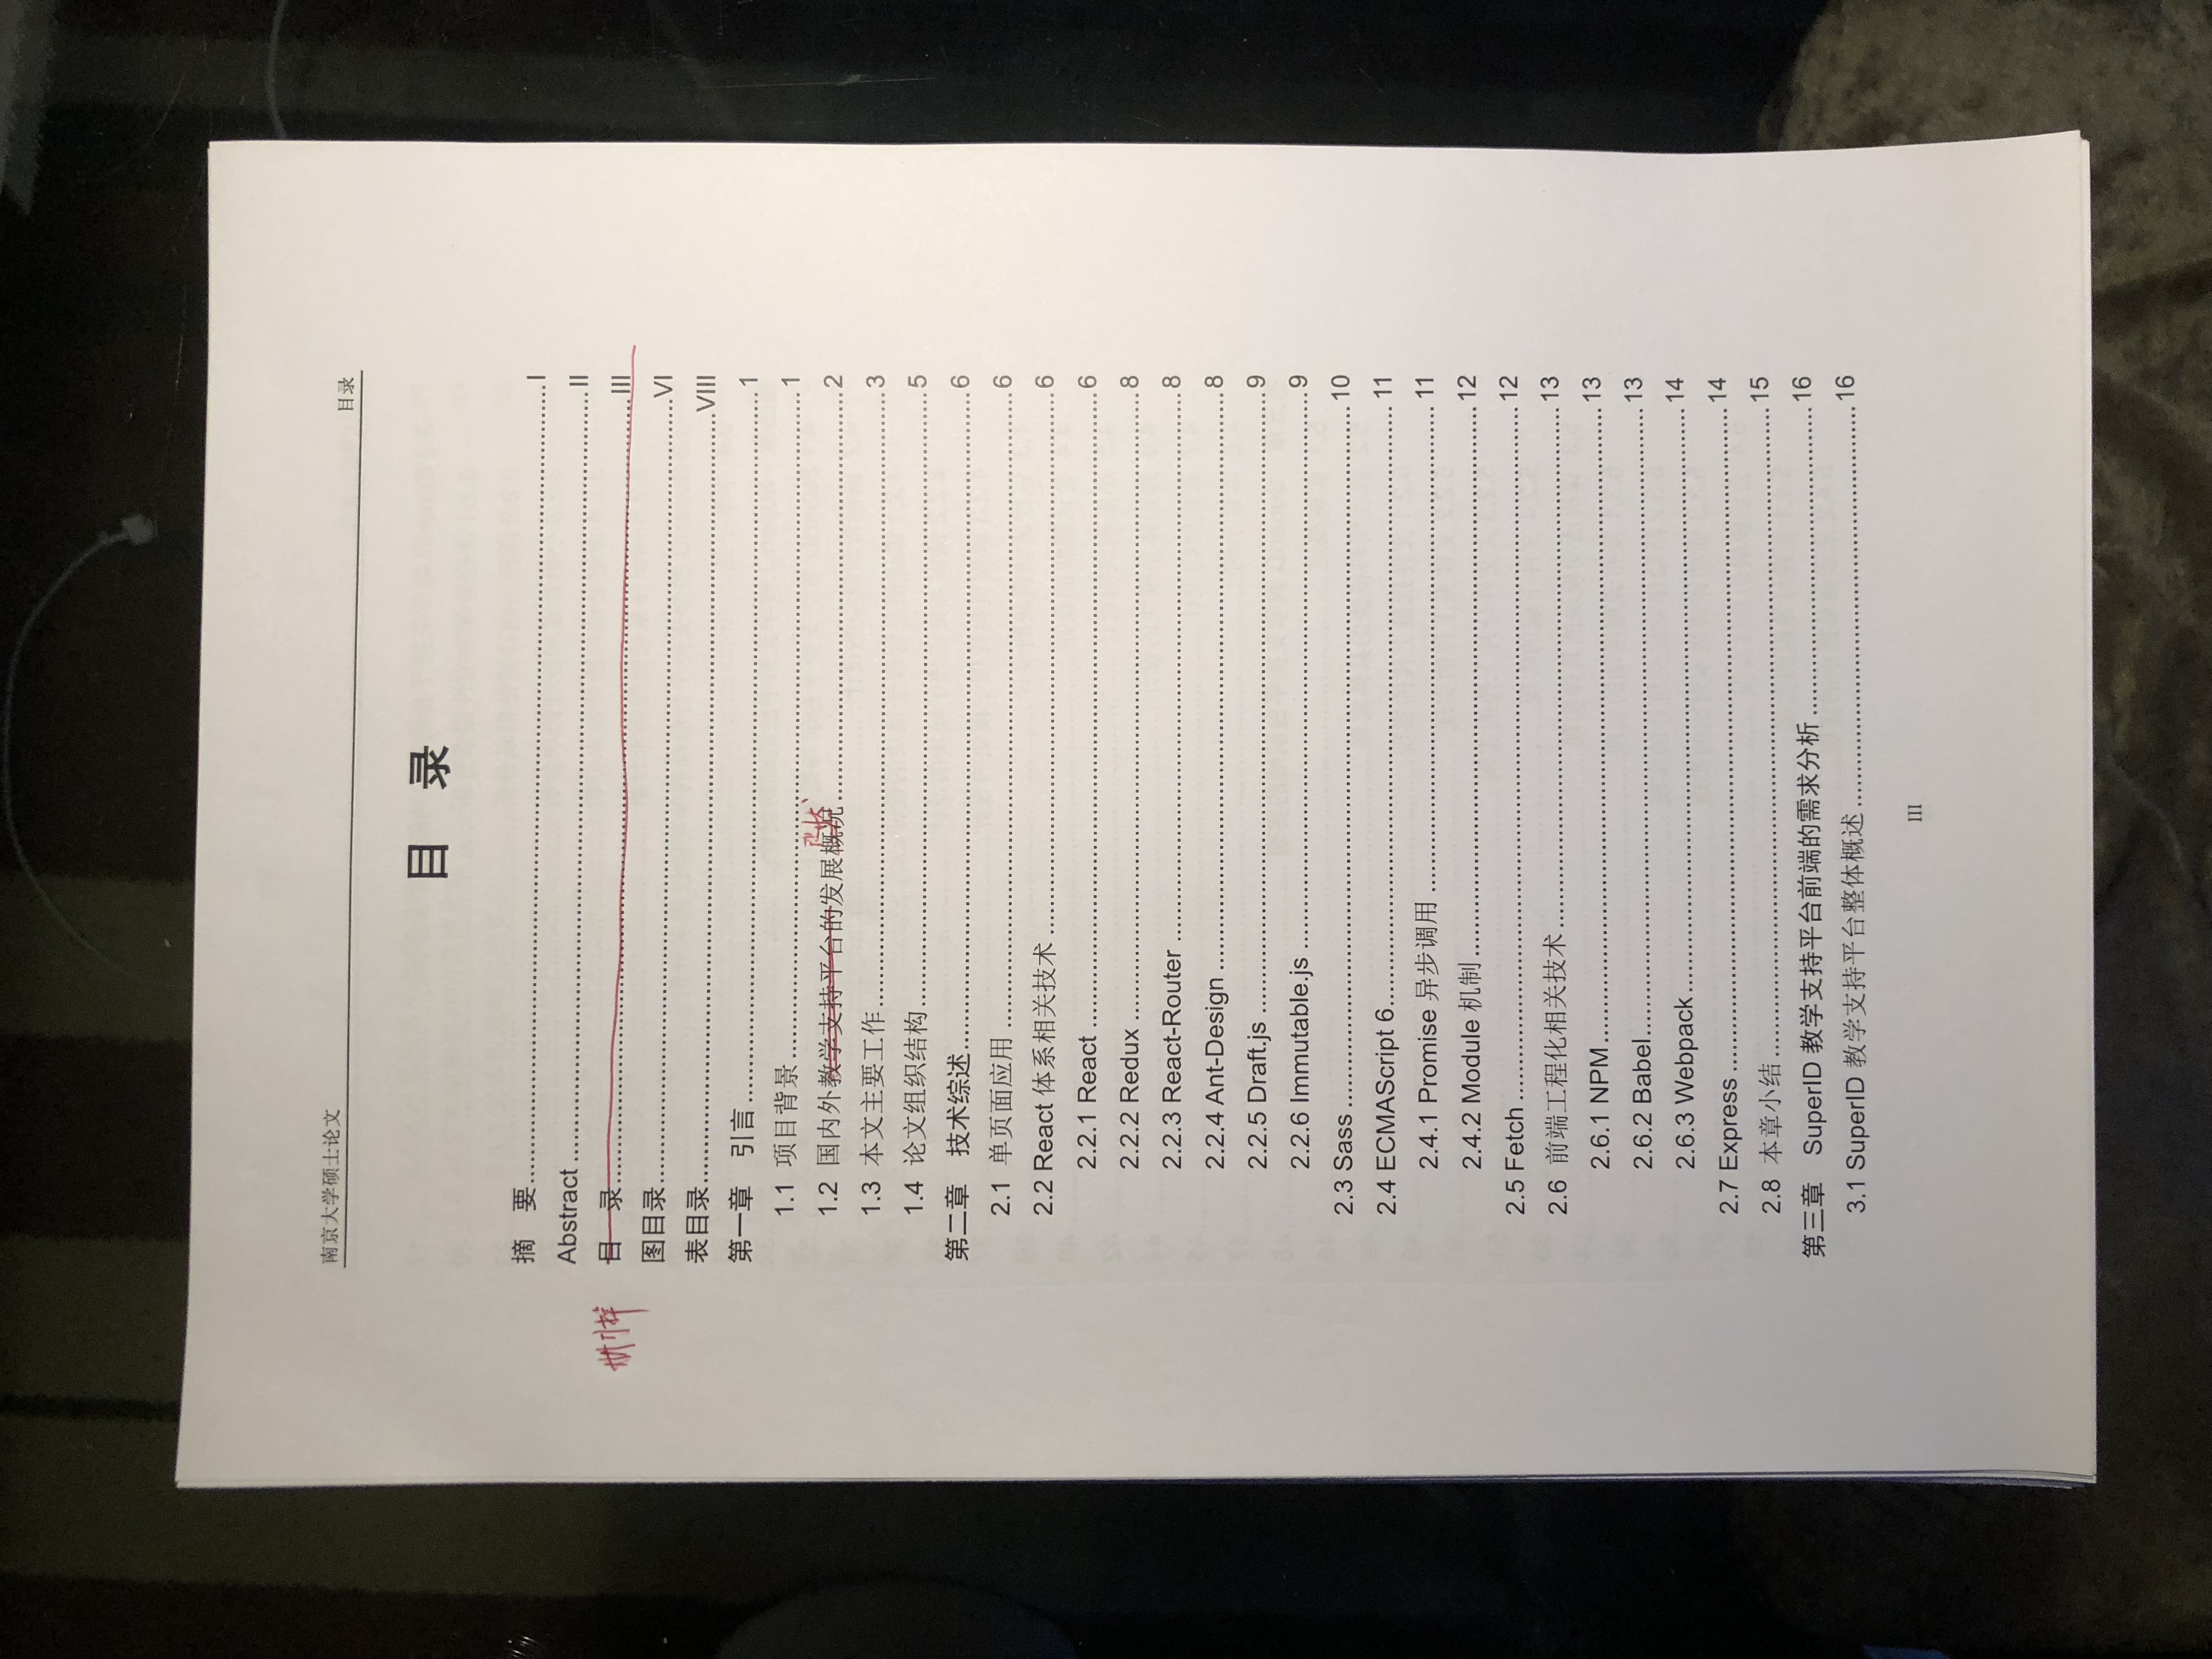 南京大学硕士论文 目录
目 录
摘 要 I
Abstract II
删掉
目 录 III
图目录 VI
表目录 VIII
第一章 引言 1
1.1 项目背景 1
现状
1.2 国内外教学支持平台的发展概况 2
1.3 本文主要工作 3
1.4 论文组织结构 5
第二章 技术综述 6
2.1 单页面应用 6
2.2 React 体系相关技术 6
2.2.1 React 6
2.2.2 Redux 8
2.2.3 React-Router 8
2.2.4 Ant-Design 8
2.2.5 Draft.js 9
2.2.6 Immutable.js 9
2.3 Sass 10
2.4 ECMAScript 6 11
2.4.1 Promise 异步调用 11
2.4.2 Module 机制 12
2.5 Fetch 12
2.6 前端工程化相关技术 13
2.6.1 NPM 13
2.6.2 Babel 13
2.6.3 Webpack 14
2.7 Express 14
2.8 本章小结 15
第三章 SuperID 教学支持平台前端的需求分析 16
3.1 SuperID 教学支持平台整体概述 16
III